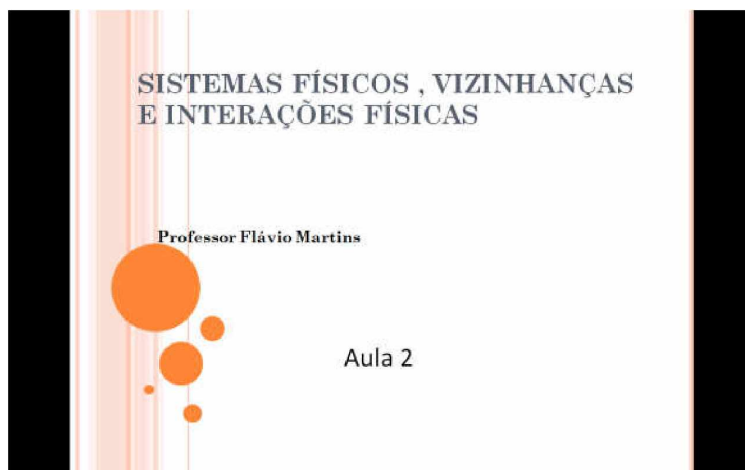 SISTEMAS FÍSICOS , VIZINHANÇAS
E INTERAÇÕES FÍSICAS
Professor Flávio Martins
Aula 2